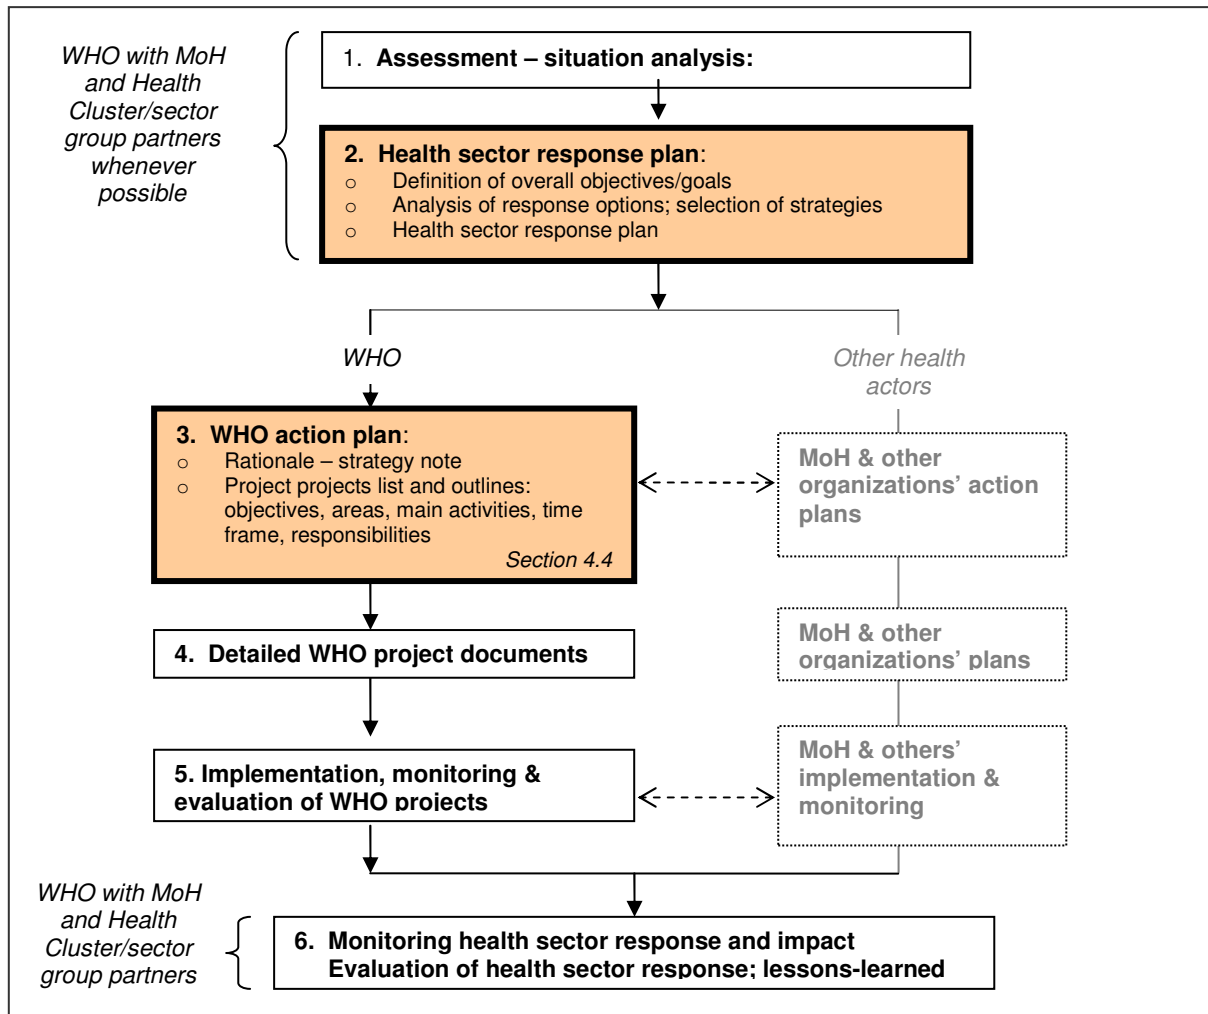 WHO with MoH
and Health
Cluster/sector
group partners
whenever
possible
1. Assessment – situation analysis:
2. Health sector response plan:
o Definition of overall objectives/goals
o Analysis of response options; selection of strategies
o Health sector response plan
WHO
Other health
actors
3. WHO action plan:
o Rationale – strategy note
o Project projects list and outlines:
objectives, areas, main activities, time
frame, responsibilities
Section 4.4
MoH & other
organizations’ action
plans
4. Detailed WHO project documents
MoH & other
organizations’ plans
5. Implementation, monitoring &
evaluation of WHO projects
MoH & others’
implementation &
monitoring
WHO with MoH
and Health
Cluster/sector
group partners
6. Monitoring health sector response and impact
Evaluation of health sector response; lessons-learned